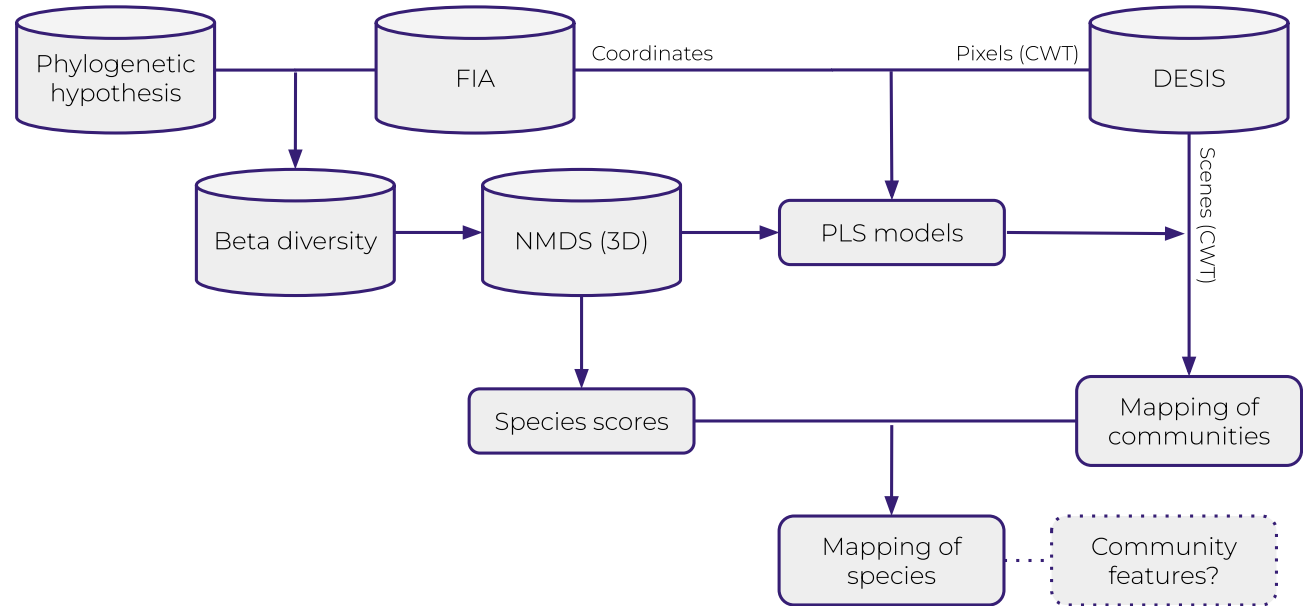 Phylogenetic
hypothesis
FIA
Coordinates
Pixels (CWT)
DESIS
Scenes (CWT)
Beta diversity
NMDS (3D)
PLS models
Species scores
Mapping of
communities
Mapping of
species
Community
features?